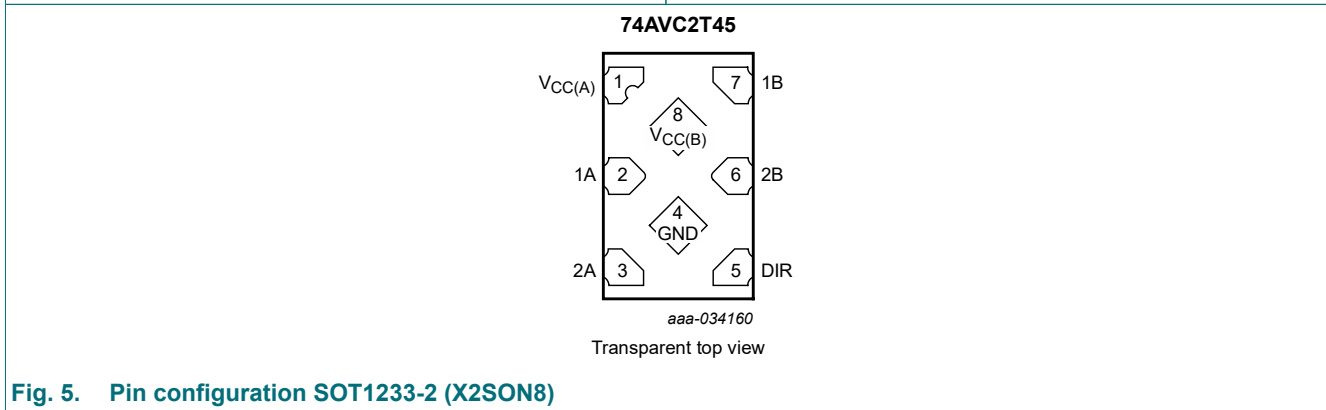 74AVC2T45
VCC(A) 1 7 1B
8
VCC(B)
1A 2 6 2B
4
GND
2A 3 5 DIR
aaa-034160
Transparent top view
Fig. 5. Pin configuration SOT1233-2 (X2SON8)